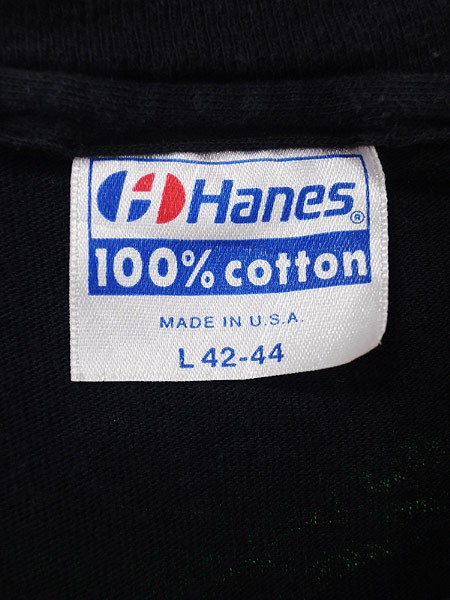 Hanes®
100% cotton
MADE IN U.S.A.
L 42-44